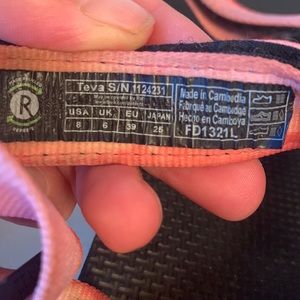 R
Teva S/N 1124231
USA UK EU JAPAN
8 6 39 25
Made in Cambodia
Fabriqué au Cambodge
Hecho en Camboya
FD1321L